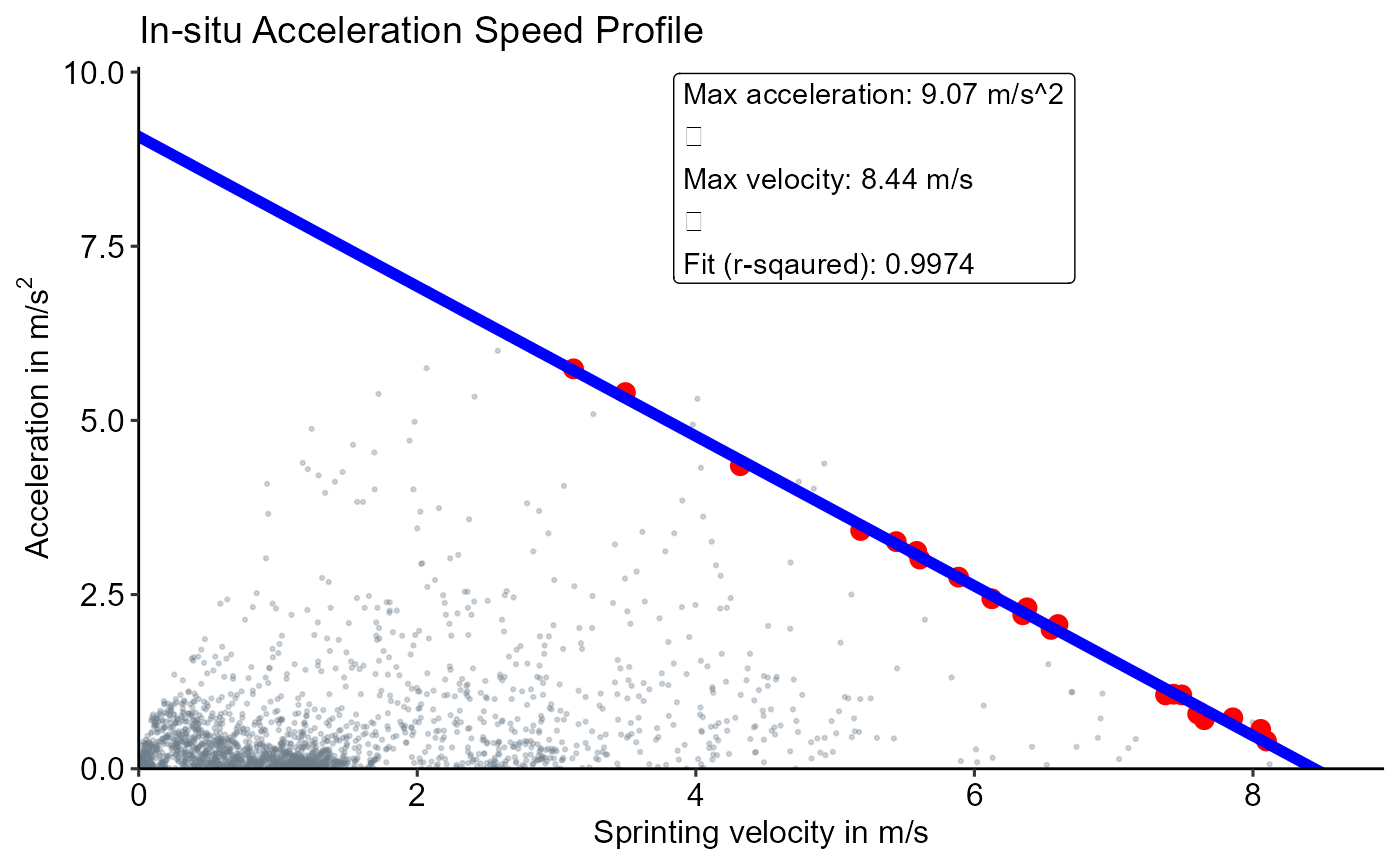 In-situ Acceleration Speed Profile
10.0
7.5
5.0
2.5
0.0
Acceleration in m/s²
Max acceleration: 9.07 m/s^2
□
Max velocity: 8.44 m/s
□
Fit (r-sqaured): 0.9974
0 2 4 6 8
Sprinting velocity in m/s